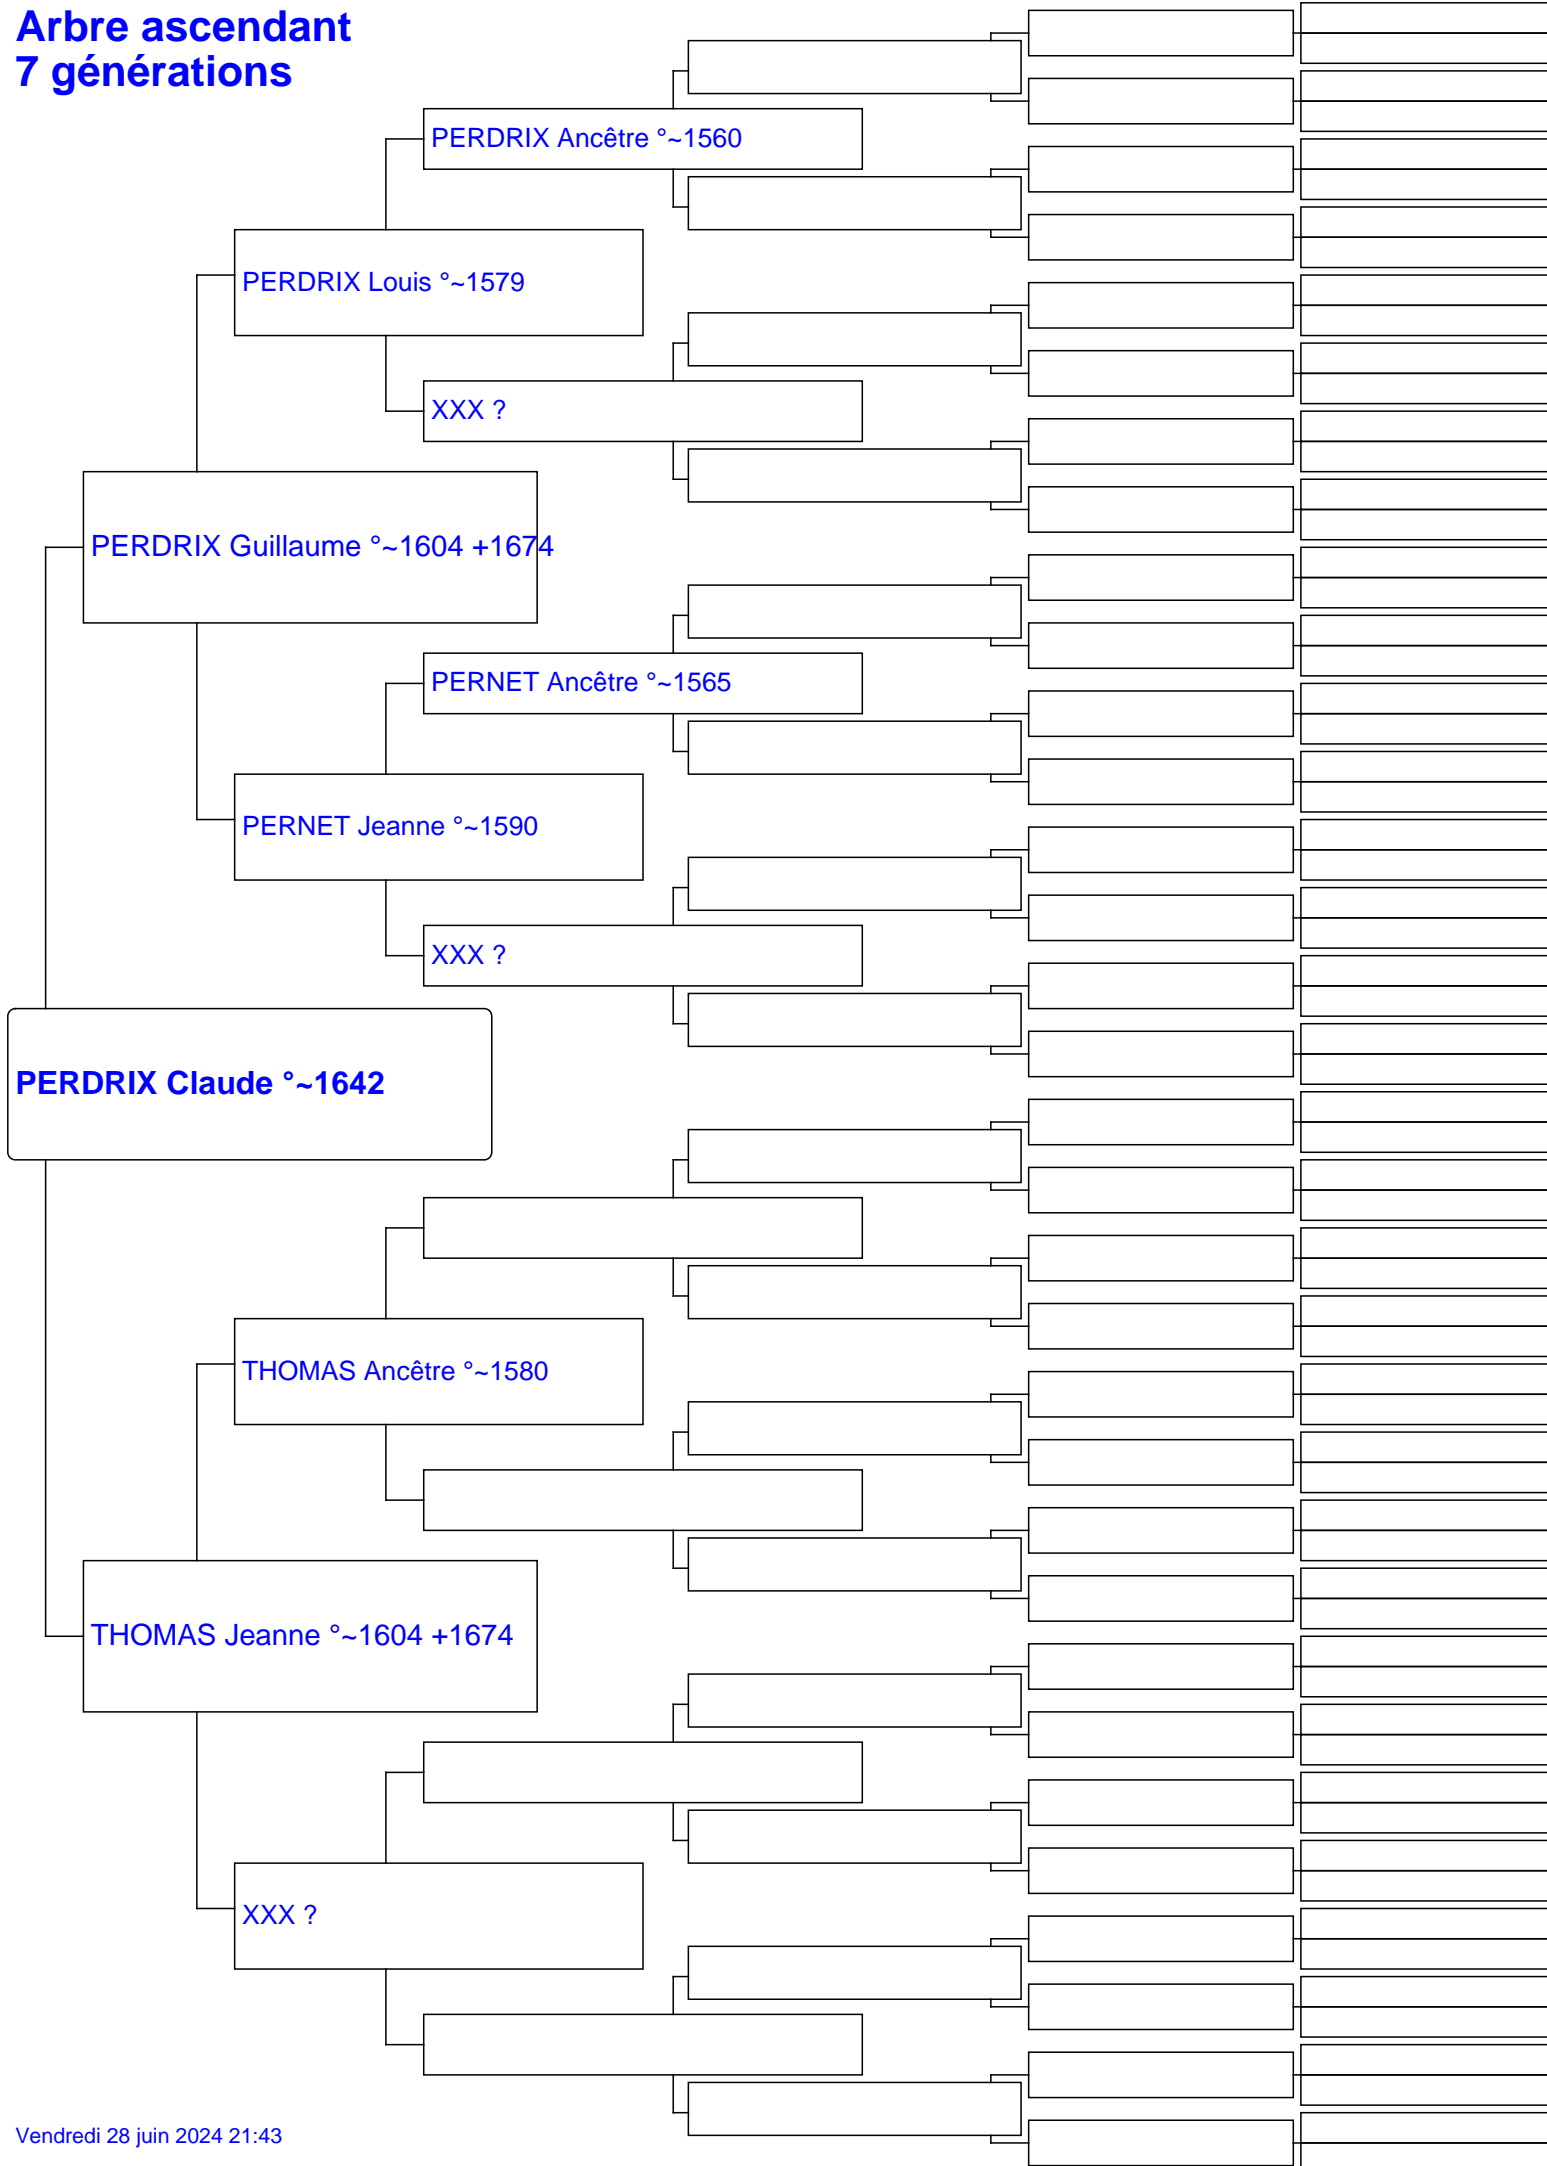 Arbre ascendant
7 générations
PERDRIX Ancêtre °~1560
PERDRIX Louis °~1579
XXX ?
PERDRIX Guillaume °~1604 +1674
PERNET Ancêtre °~1565
PERNET Jeanne °~1590
XXX ?
PERDRIX Claude °~1642
THOMAS Ancêtre °~1580
THOMAS Jeanne °~1604 +1674
XXX ?
Vendredi 28 juin 2024 21:43